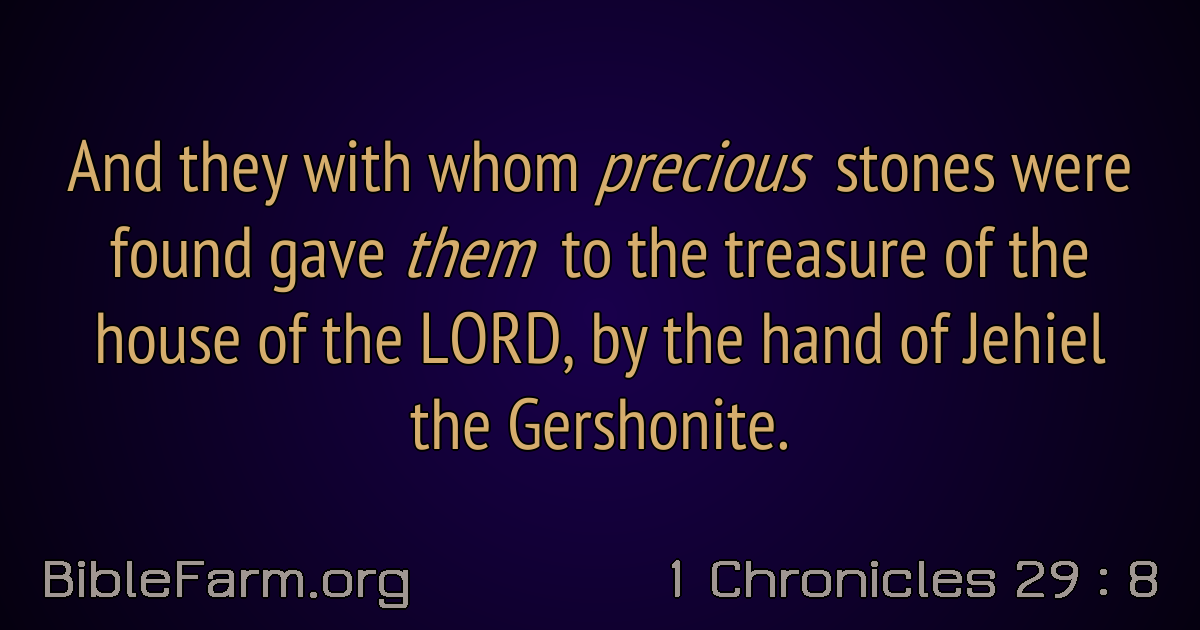 And they with whom precious stones were
found gave them to the treasure of the
house of the LORD, by the hand of Jehiel
the Gershonite.
BibleFarm.org
1 Chronicles 29 : 8